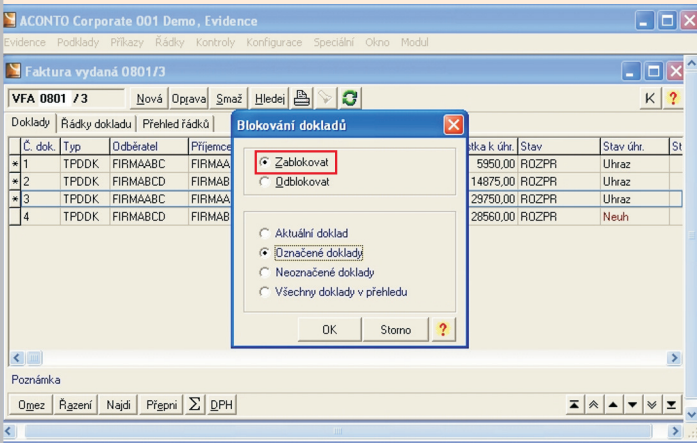 ACONTO Corporate 001 Demo, Evidence
Evidence Podklady Příkazy Řádky Kontroly Konfigurace Speciální Okno Modul
Faktura vydaná 0801/3
VFA 0801 /3 Nová Oprava Smaž Hledej K ?
Doklady Řádky dokladu Přehled řádků
Blokování dokladů
Č. dok. Typ Odběratel Příjemce stka k úhr. Stav Stav úhr. St
* 1 TPDDK FIRMAABC FIRMAA 5950,00 ROZPR Uhraz
* 2 TPDDK FIRMAABCD FIRMAB 14875,00 ROZPR Uhraz
* 3 TPDDK FIRMAABC FIRMAA 29750,00 ROZPR Uhraz
4 TPDDK FIRMAABCD FIRMAB 28560,00 ROZPR Neuh
Zablokovat
Odblokovat
Aktuální doklad
Označené doklady
Neoznačené doklady
Všechny doklady v přehledu
OK Storno ?
Poznámka
Omez Řazení Najdi Přepni Σ DPH